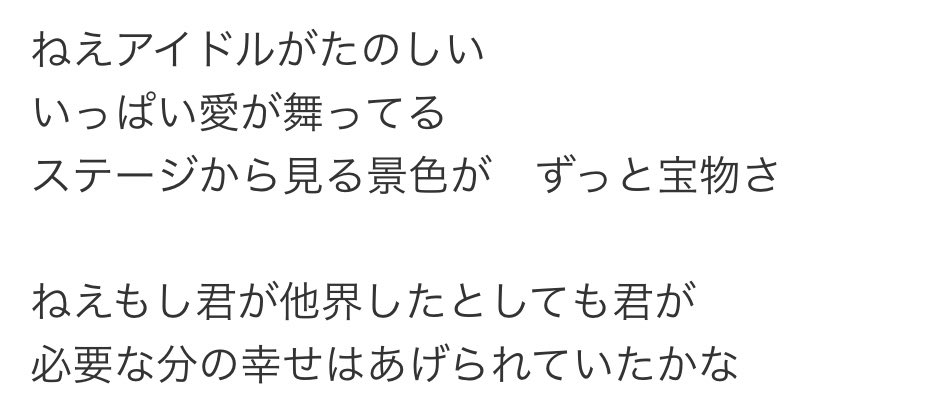 ねえアイドルがたのしい
いっぱい愛が舞ってる
ステージから見る景色が　ずっと宝物さ
ねえもし君が他界したとしても君が
必要な分の幸せはあげられていたかな